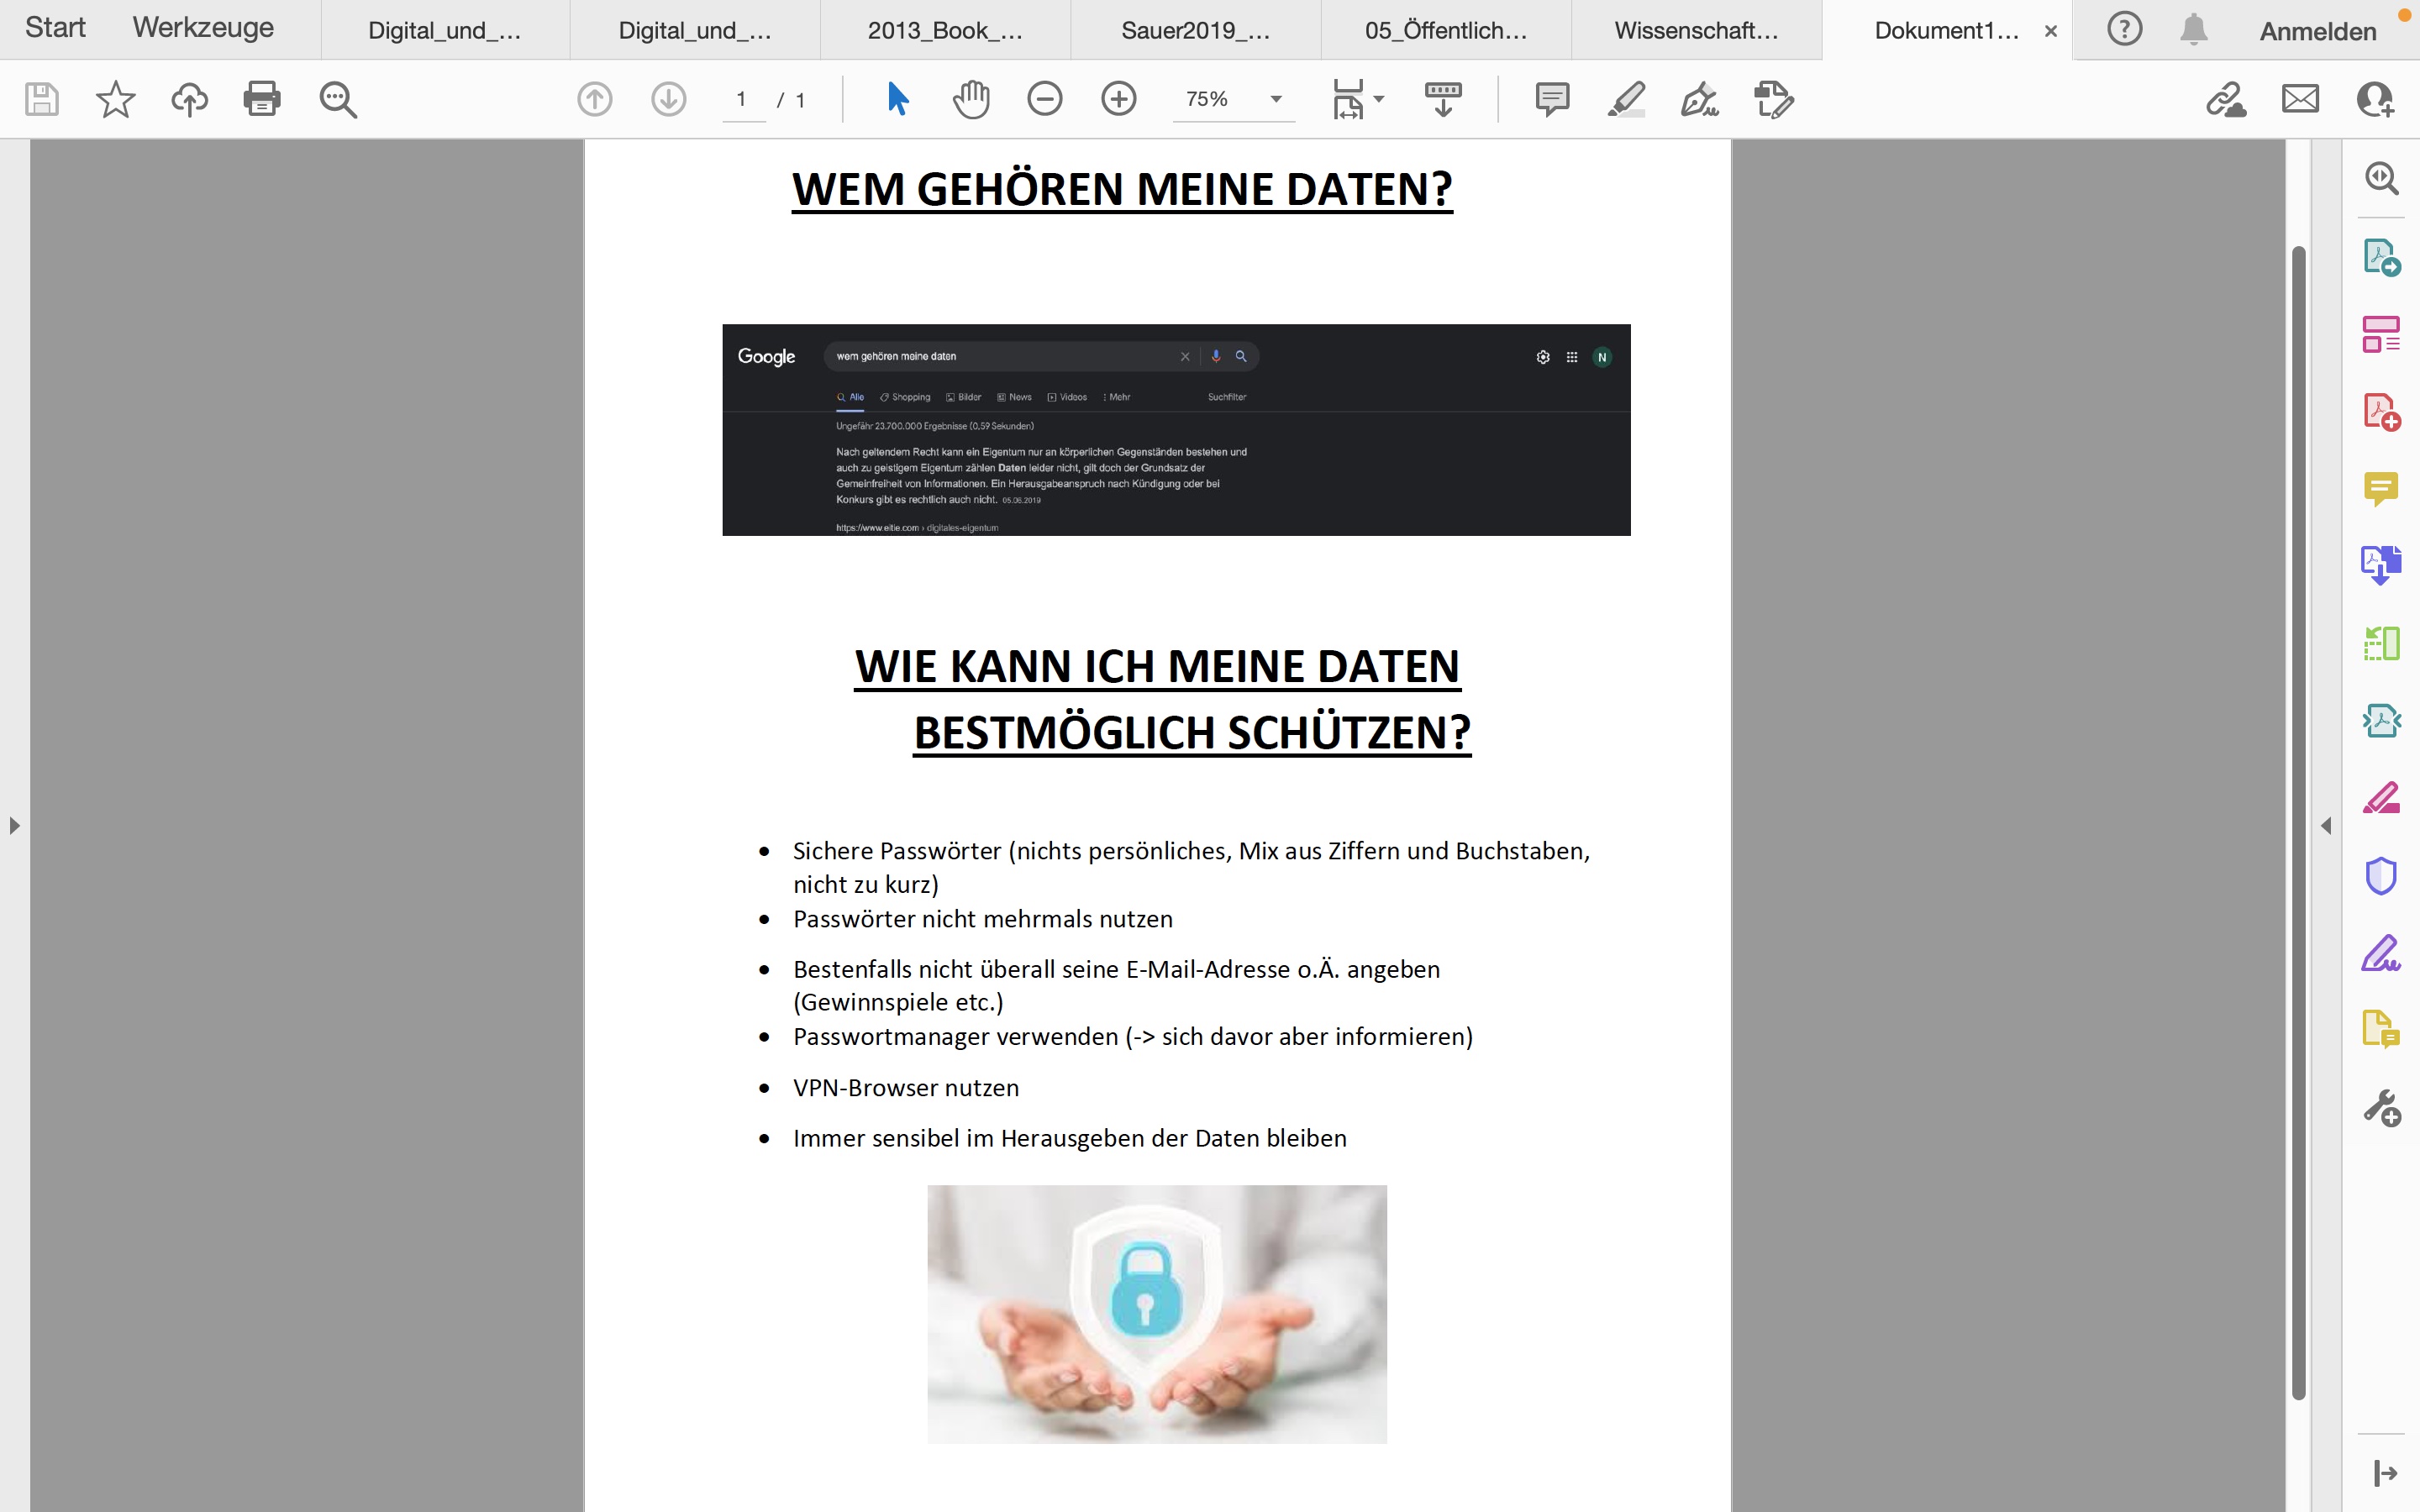 Start Werkzeuge Digital_und_... Digital_und_... 2013_Book_... Sauer2019_... 05_Öffentlich... Wissenschaft... Dokument1... × ? Anmelden
1 / 1 75%
WEM GEHÖREN MEINE DATEN?
Google wem gehören meine daten N
Alle Shopping Bilder News Videos Mehr Suchfilter
Ungefähr 23.700.000 Ergebnisse (0,59 Sekunden)
Nach geltendem Recht kann ein Eigentum nur an körperlichen Gegenständen bestehen und
auch zu geistigem Eigentum zählen Daten leider nicht, gilt doch der Grundsatz der
Gemeinfreiheit von Informationen. Ein Herausgabeanspruch nach Kündigung oder bei
Konkurs gibt es rechtlich auch nicht. 05.06.2019
https://www.eitie.com › digitales-eigentum
WIE KANN ICH MEINE DATEN
BESTMÖGLICH SCHÜTZEN?
• Sichere Passwörter (nichts persönliches, Mix aus Ziffern und Buchstaben,
nicht zu kurz)
• Passwörter nicht mehrmals nutzen
• Bestenfalls nicht überall seine E-Mail-Adresse o.Ä. angeben
(Gewinnspiele etc.)
• Passwortmanager verwenden (-> sich davor aber informieren)
• VPN-Browser nutzen
• Immer sensibel im Herausgeben der Daten bleiben